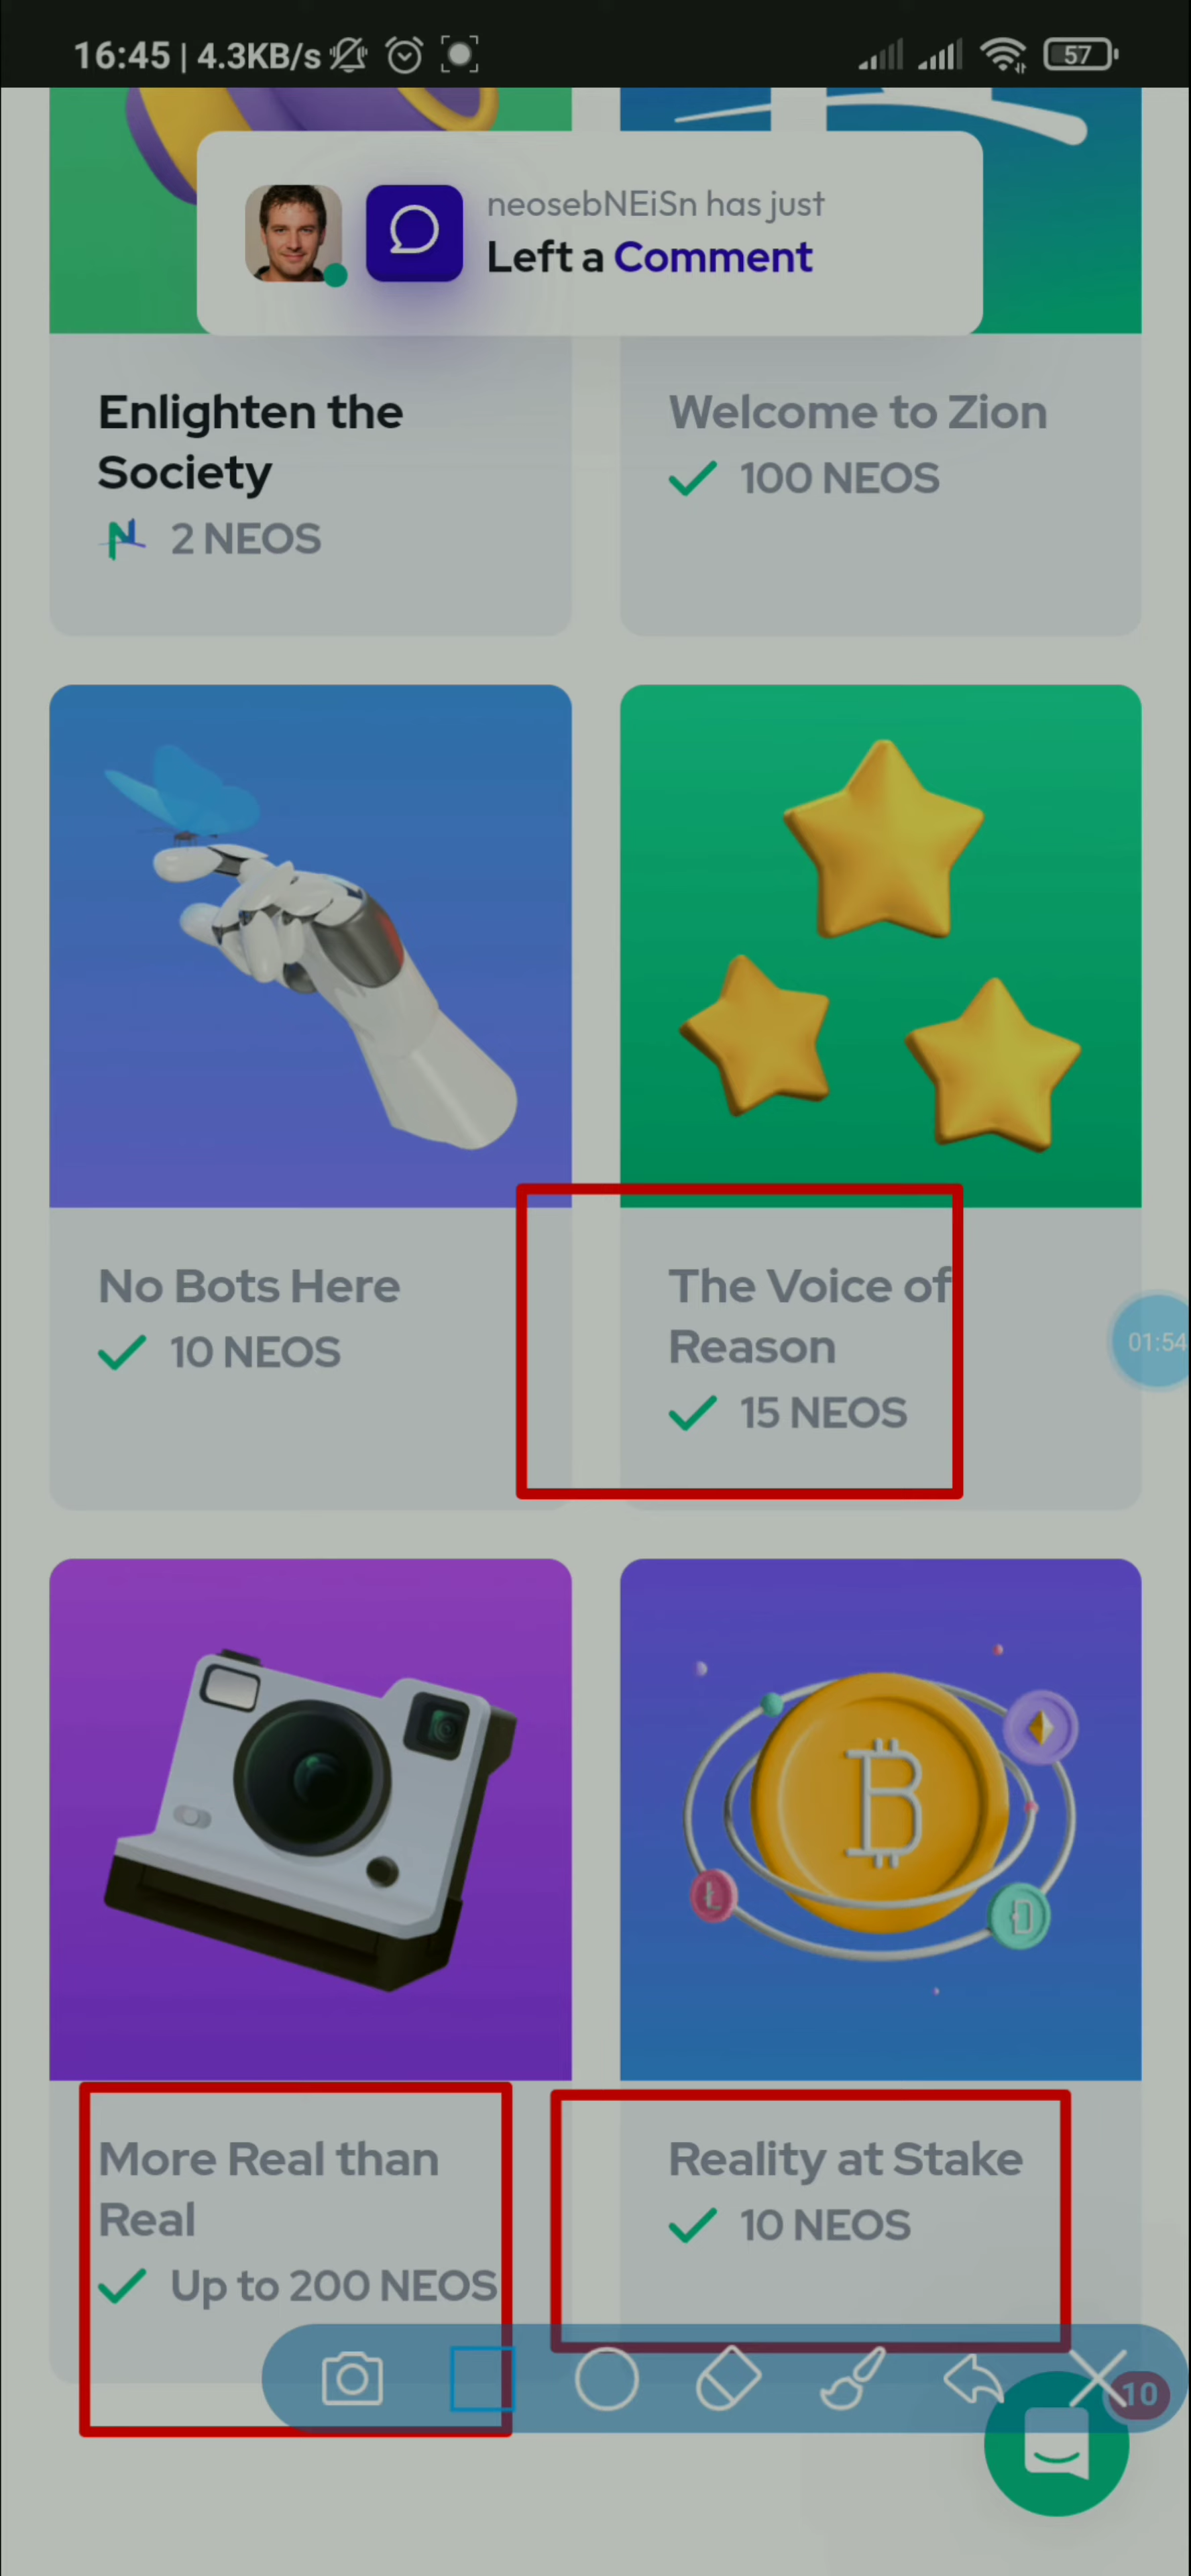 16:45 | 4.3KB/s
57
neosebNEiSn has just
Left a Comment
Enlighten the
Society
2 NEOS
Welcome to Zion
100 NEOS
No Bots Here
10 NEOS
The Voice of
Reason
15 NEOS
01:54
More Real than
Real
Up to 200 NEOS
Reality at Stake
10 NEOS
10